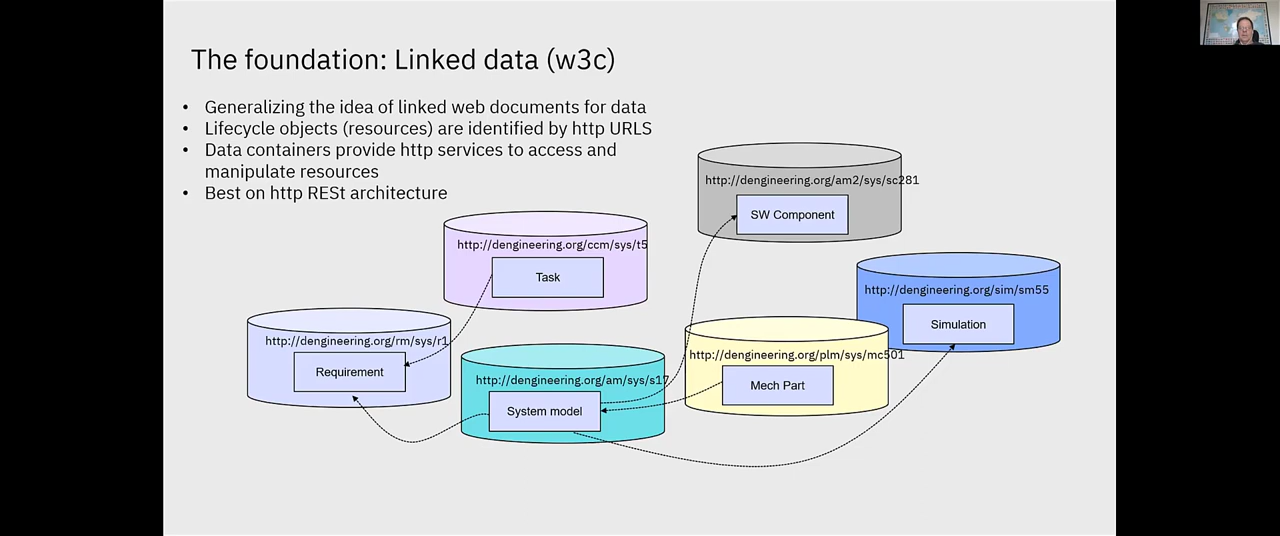 The foundation: Linked data (w3c)
• Generalizing the idea of linked web documents for data
• Lifecycle objects (resources) are identified by http URLS
• Data containers provide http services to access and
manipulate resources
• Best on http RESt architecture
http://dengineering.org/am2/sys/sc281
SW Component
http://dengineering.org/ccm/sys/t5
Task
http://dengineering.org/sim/sm55
Simulation
http://dengineering.org/rm/sys/r1
Requirement
http://dengineering.org/plm/sys/mc501
Mech Part
http://dengineering.org/am/sys/s17
System model